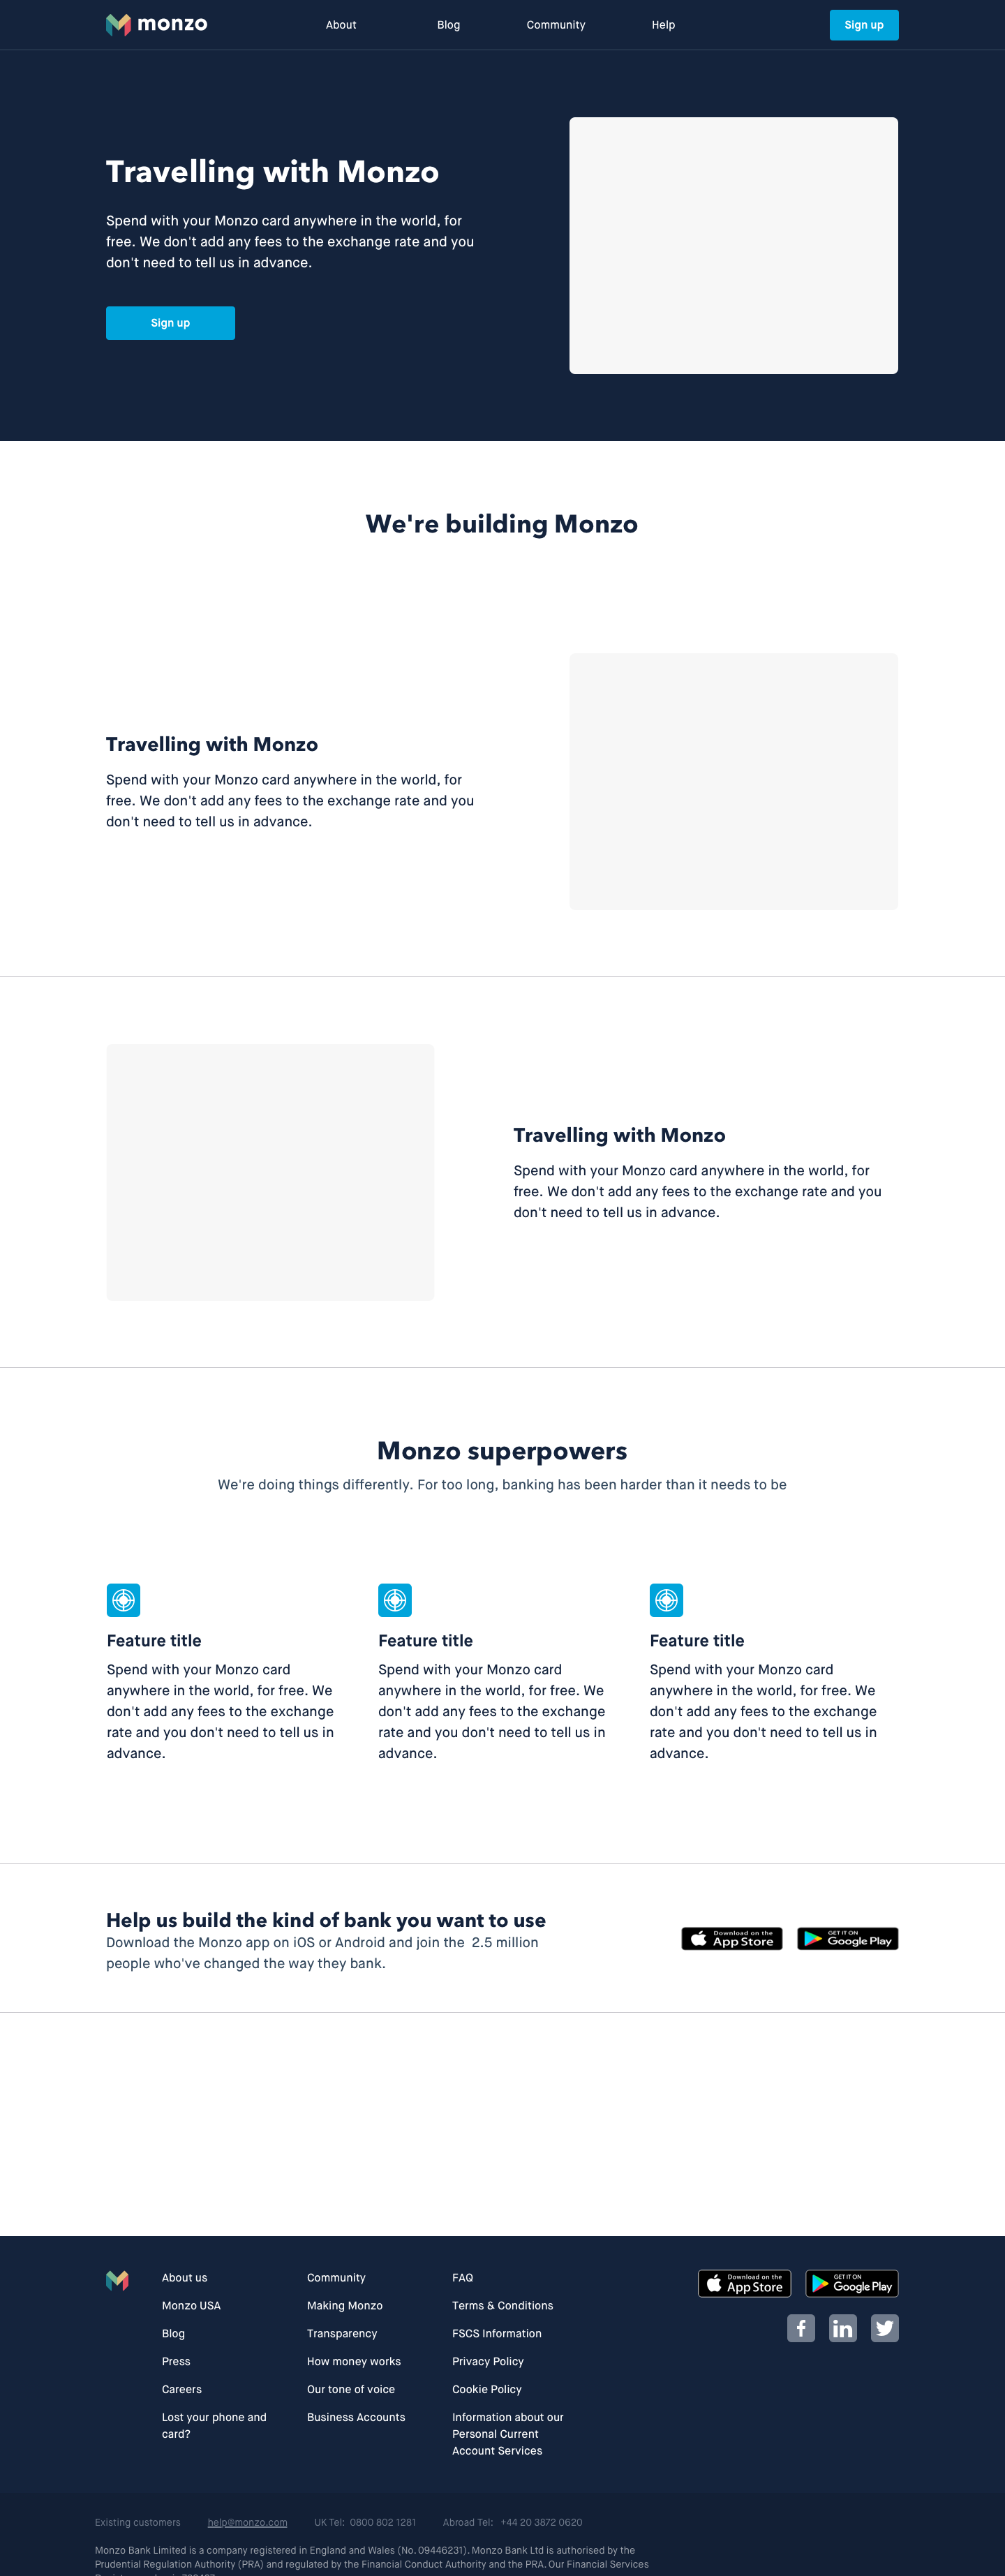 monzo
About
Blog
Community
Help
Sign up
Travelling with Monzo
Spend with your Monzo card anywhere in the world, for
free. We don't add any fees to the exchange rate and you
don't need to tell us in advance.
Sign up
We're building Monzo
Travelling with Monzo
Spend with your Monzo card anywhere in the world, for
free. We don't add any fees to the exchange rate and you
don't need to tell us in advance.
Travelling with Monzo
Spend with your Monzo card anywhere in the world, for
free. We don't add any fees to the exchange rate and you
don't need to tell us in advance.
Monzo superpowers
We're doing things differently. For too long, banking has been harder than it needs to be
Feature title
Spend with your Monzo card
anywhere in the world, for free. We
don't add any fees to the exchange
rate and you don't need to tell us in
advance.
Feature title
Spend with your Monzo card
anywhere in the world, for free. We
don't add any fees to the exchange
rate and you don't need to tell us in
advance.
Feature title
Spend with your Monzo card
anywhere in the world, for free. We
don't add any fees to the exchange
rate and you don't need to tell us in
advance.
Help us build the kind of bank you want to use
Download the Monzo app on iOS or Android and join the 2.5 million
people who've changed the way they bank.
Download on the
App Store
GET IT ON
Google Play
About us
Monzo USA
Blog
Press
Careers
Lost your phone and
card?
Community
Making Monzo
Transparency
How money works
Our tone of voice
Business Accounts
FAQ
Terms & Conditions
FSCS Information
Privacy Policy
Cookie Policy
Information about our
Personal Current
Account Services
Download on the
App Store
GET IT ON
Google Play
f
in
Existing customers
help@monzo.com
UK Tel: 0800 802 1281
Abroad Tel: +44 20 3872 0620
Monzo Bank Limited is a company registered in England and Wales (No. 09446231). Monzo Bank Ltd is authorised by the
Prudential Regulation Authority (PRA) and regulated by the Financial Conduct Authority and the PRA. Our Financial Services